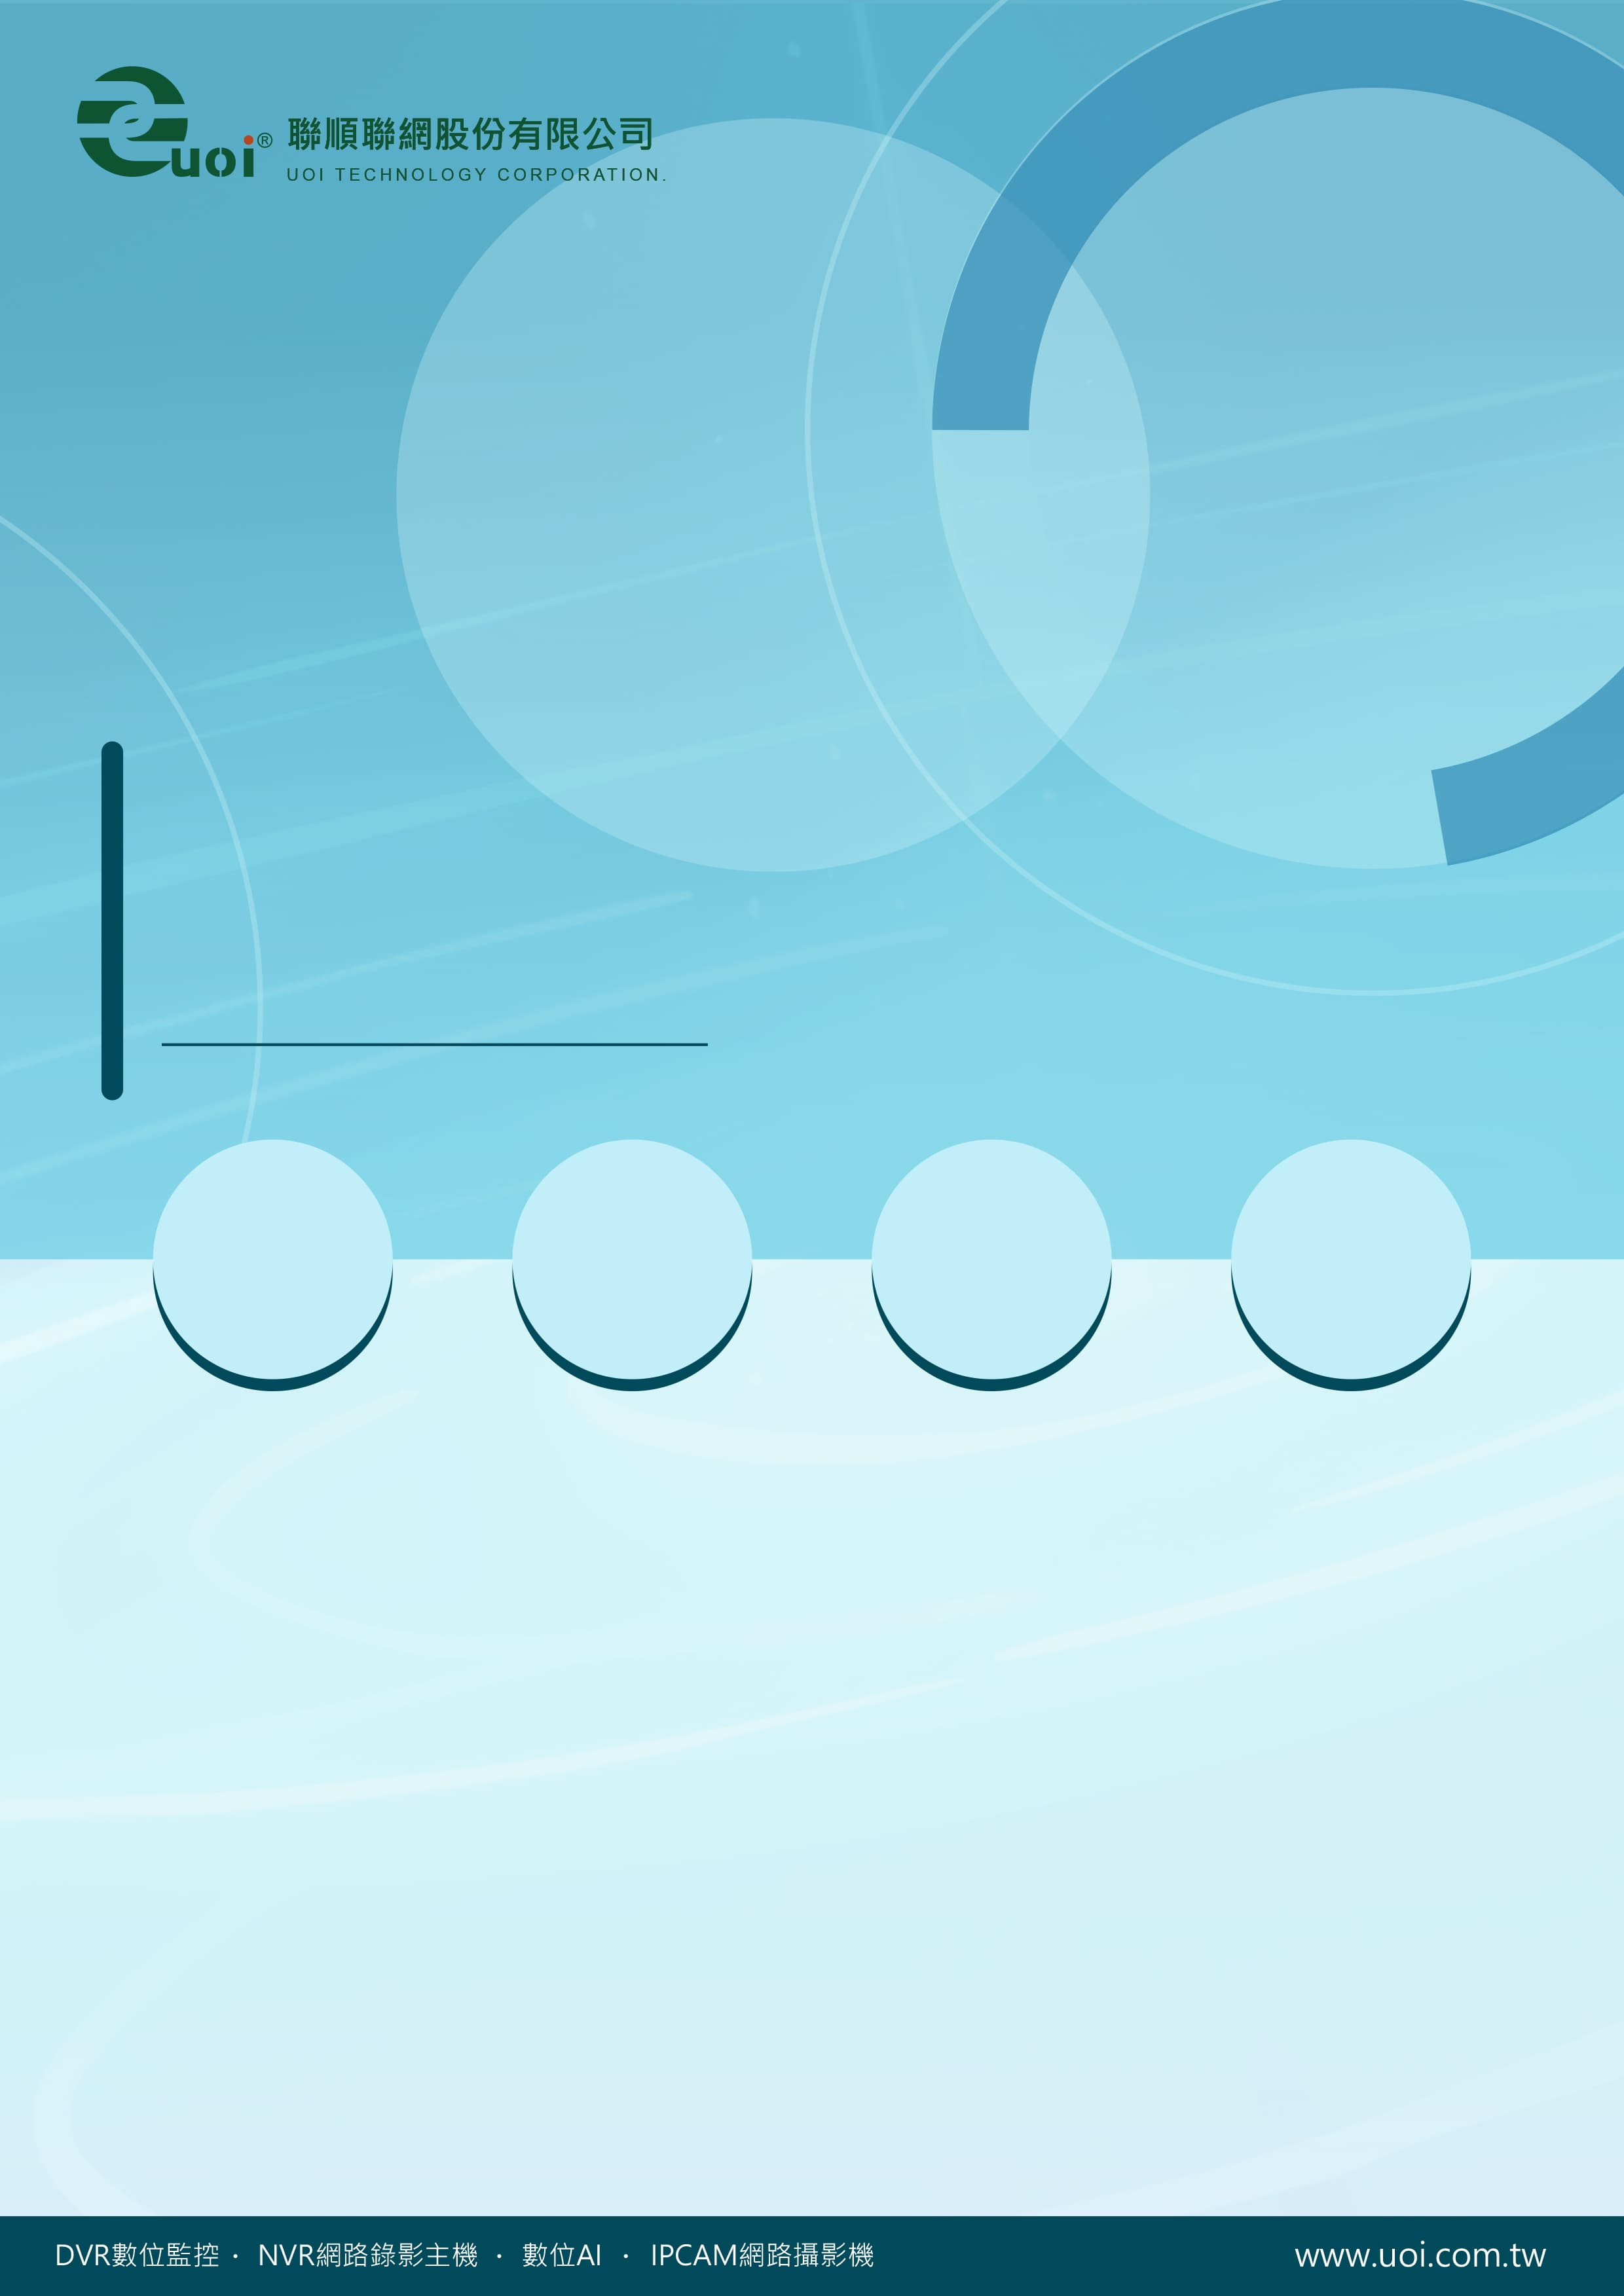 uoi®
聯順聯網股份有限公司
UOI TECHNOLOGY CORPORATION.
DVR數位監控 · NVR網路錄影主機 · 數位AI · IPCAM網路攝影機
www.uoi.com.tw